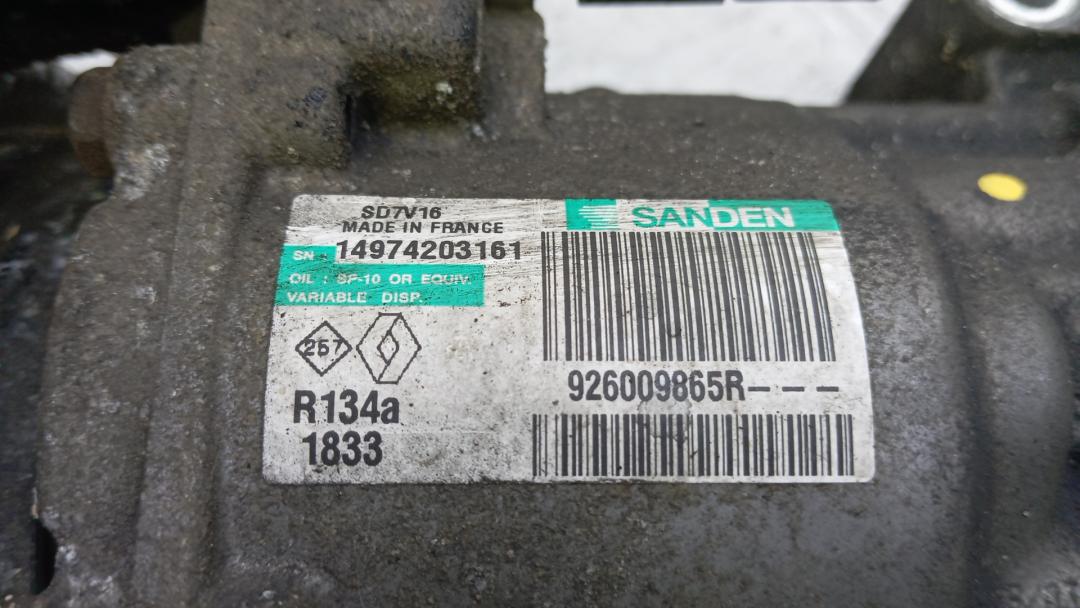 SD7V16
MADE IN FRANCE
SN : 14974203161
OIL : SP-10 OR EQUIV.
VARIABLE DISP.
257
R134a
1833
SANDEN
926009865R---